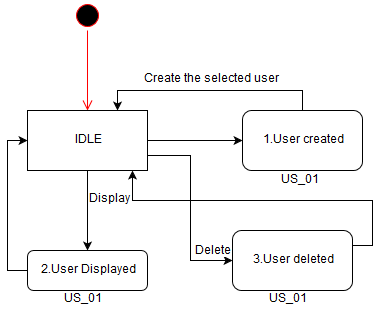 Create the selected user
IDLE
1.User created
US_01
Display
Delete
2.User Displayed
US_01
3.User deleted
US_01